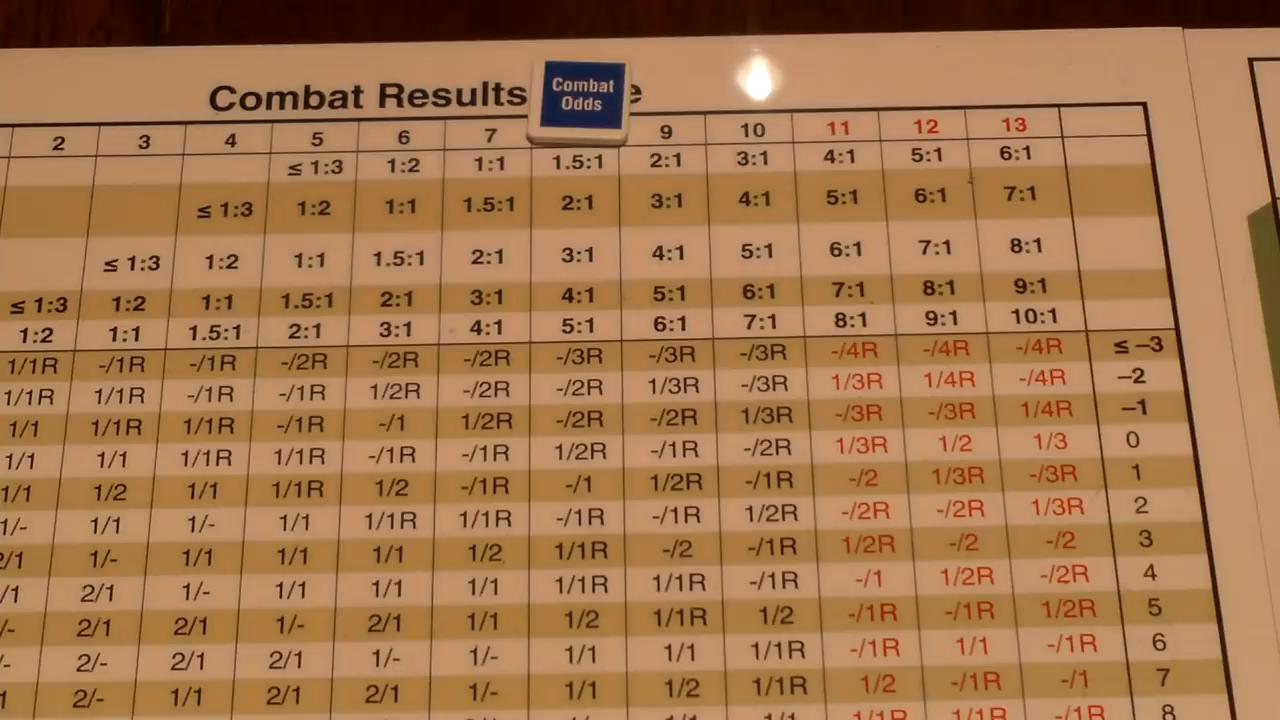 Combat Results e
Combat
Odds
2 3 4 5 6 7 9 10 11 12 13
≤ 1:3 1:2 1:1 1.5:1 2:1 3:1 4:1 5:1 6:1
≤ 1:3 1:2 1:1 1.5:1 2:1 3:1 4:1 5:1 6:1 7:1
≤ 1:3 1:2 1:1 1.5:1 2:1 3:1 4:1 5:1 6:1 7:1 8:1
≤ 1:3 1:2 1:1 1.5:1 2:1 3:1 4:1 5:1 6:1 7:1 8:1 9:1
1:2 1:1 1.5:1 2:1 3:1 4:1 5:1 6:1 7:1 8:1 9:1 10:1
1/1R -/1R -/1R -/2R -/2R -/2R -/3R -/3R -/3R -/4R -/4R -/4R ≤ –3
1/1R 1/1R -/1R -/1R 1/2R -/2R -/2R 1/3R -/3R 1/3R 1/4R -/4R –2
1/1 1/1R 1/1R -/1R -/1 1/2R -/2R -/2R 1/3R -/3R -/3R 1/4R –1
1/1 1/1 1/1R 1/1R -/1R -/1R 1/2R -/1R -/2R 1/3R 1/2 1/3 0
1/1 1/2 1/1 1/1R 1/2 -/1R -/1 1/2R -/1R -/2 1/3R -/3R 1
1/- 1/1 1/- 1/1 1/1R 1/1R -/1R -/1R 1/2R -/2R -/2R 1/3R 2
2/1 1/- 1/1 1/1 1/1 1/2 1/1R -/2 -/1R 1/2R -/2 -/2 3
/1 2/1 1/- 1/1 1/1 1/1 1/1R 1/1R -/1R -/1 1/2R -/2R 4
/- 2/1 2/1 1/- 2/1 1/1 1/2 1/1R 1/2 -/1R -/1R 1/2R 5
/- 2/- 2/1 2/1 1/- 1/- 1/1 1/1 1/1R -/1R 1/1 -/1R 6
1 2/- 1/1 2/1 2/1 1/- 1/1 1/2 1/1R 1/2 -/1R -/1 7
1/1R 1/1R -/1R 8